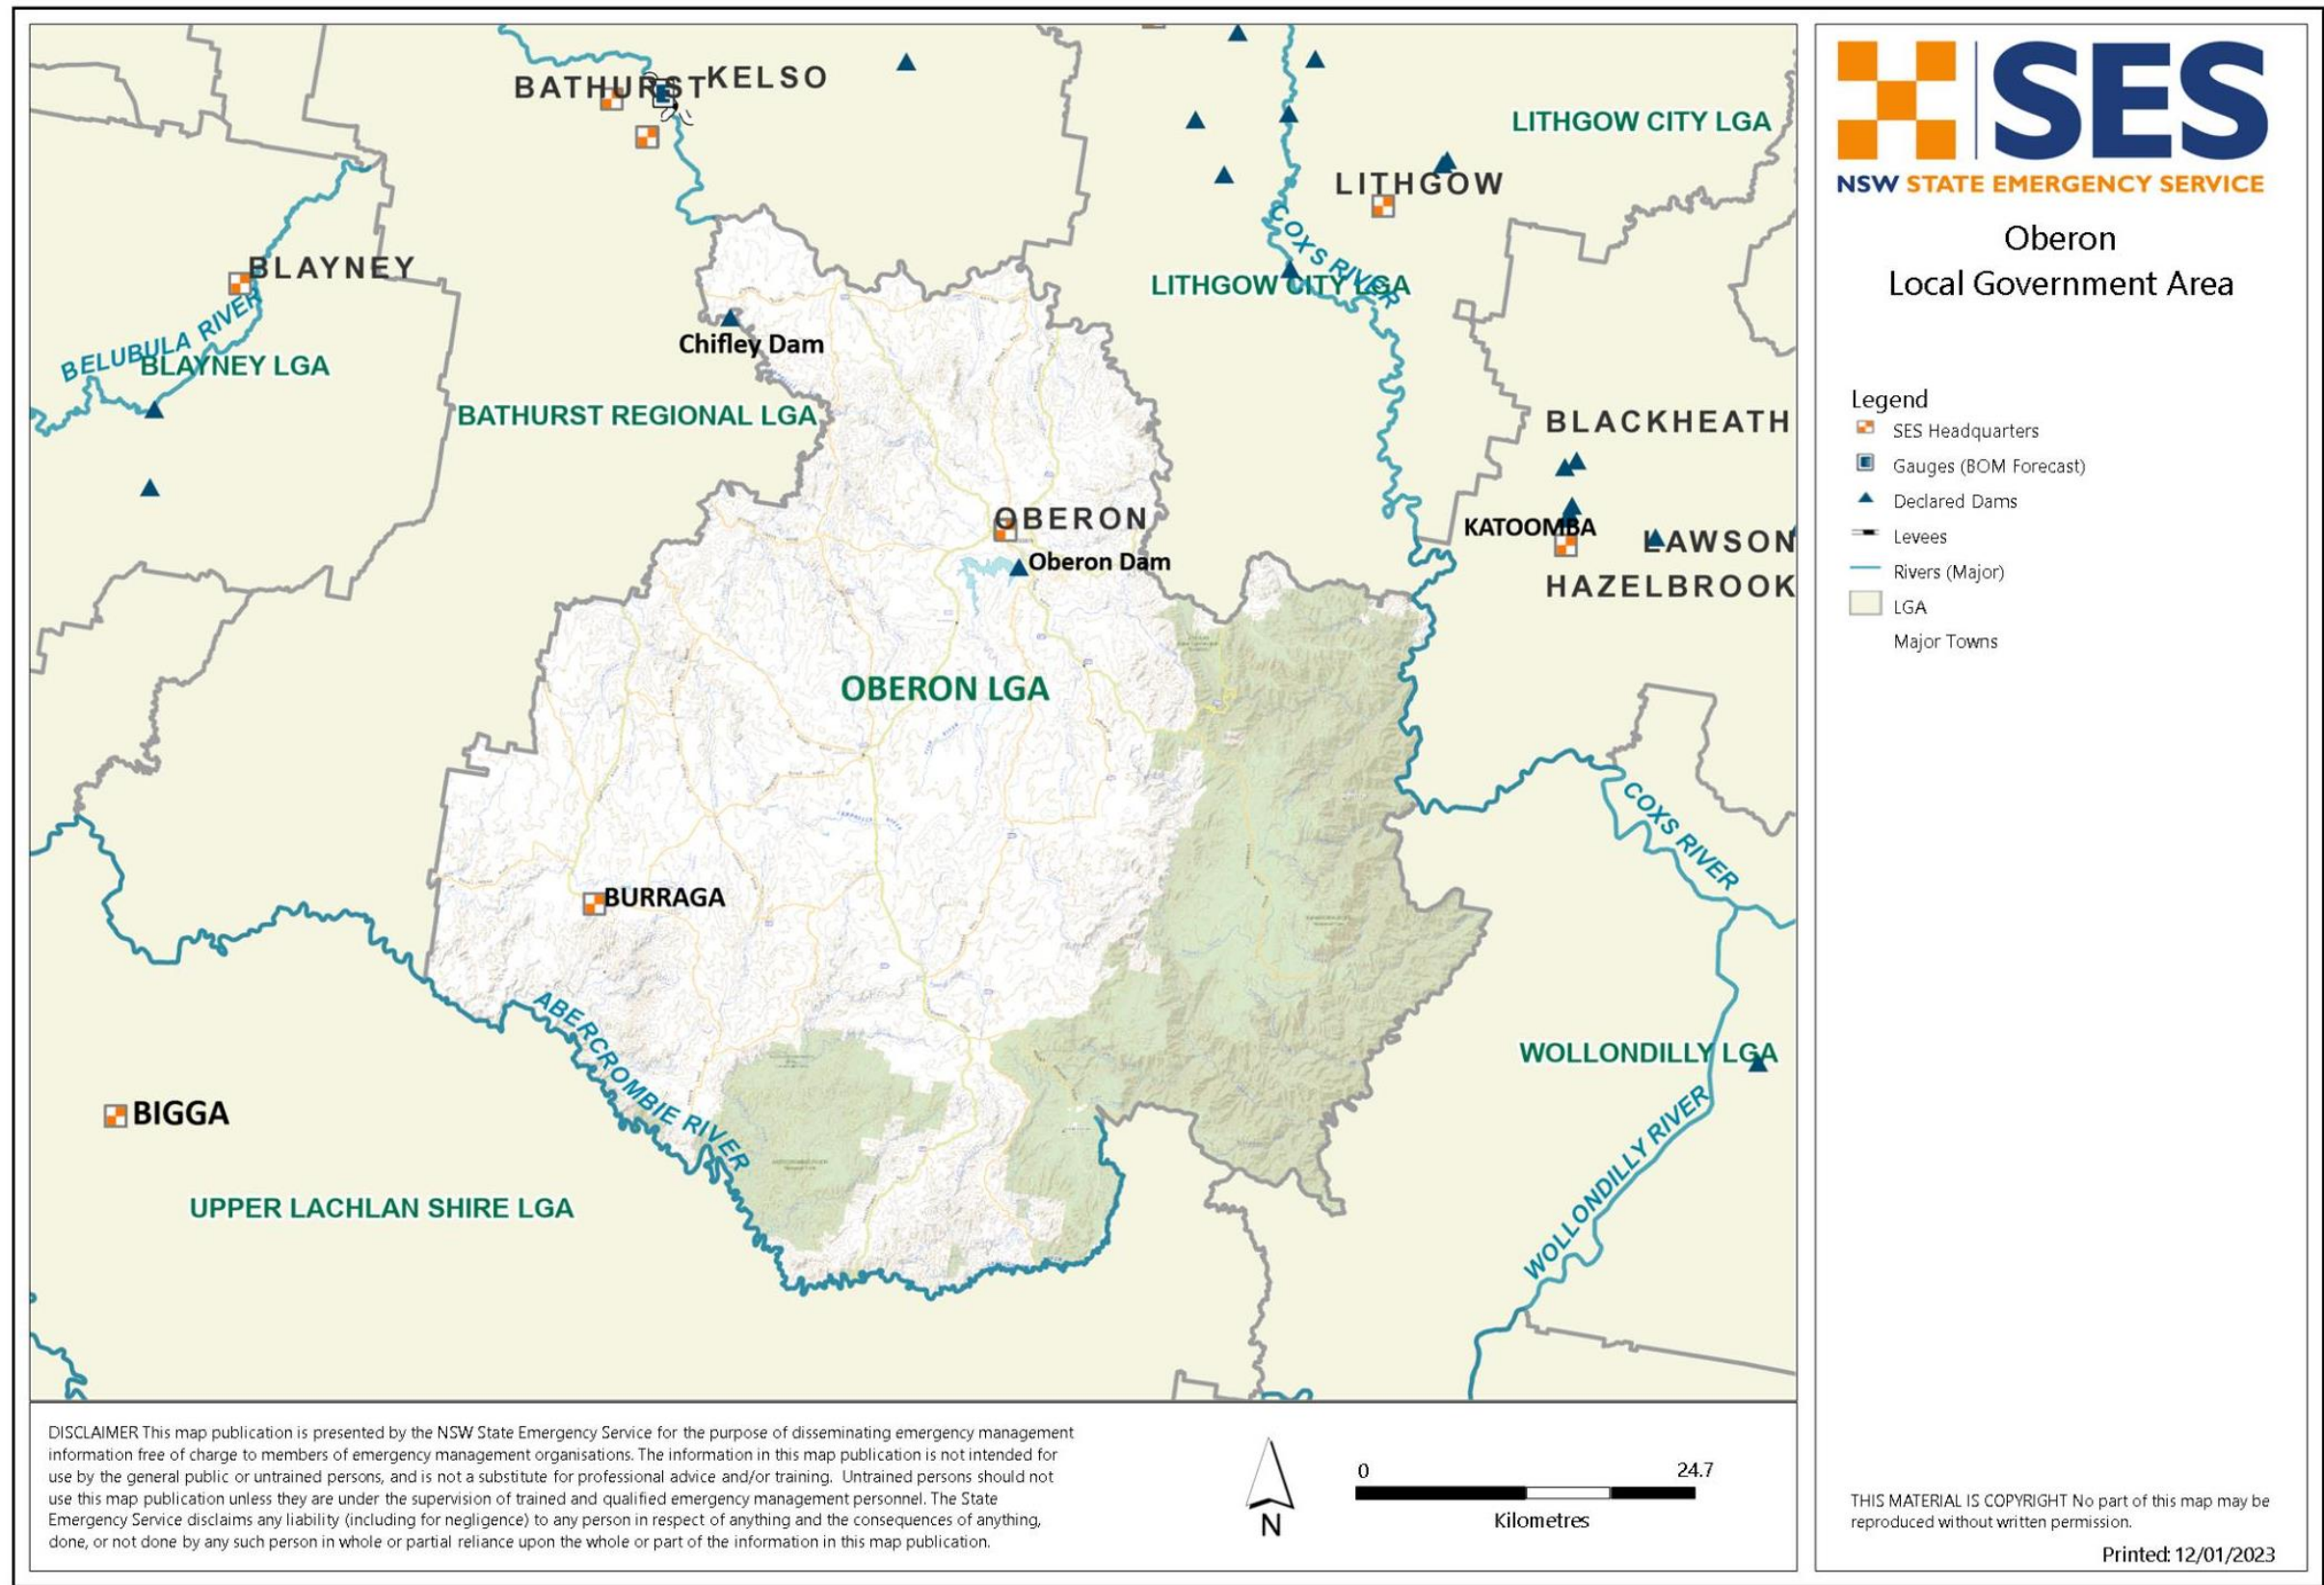 BATHURST
KELSO
LITHGOW CITY LGA
LITHGOW
COXS RIVER
BLAYNEY
LITHGOW CITY LGA
BELUBULA RIVER
BLAYNEY LGA
Chifley Dam
BATHURST REGIONAL LGA
BLACKHEATH
OBERON
KATOOMBA
LAWSON
Oberon Dam
HAZELBROOK
OBERON LGA
COXS RIVER
BURRAGA
ABERCROMBIE RIVER
WOLLONDILLY LGA
BIGGA
WOLLONDILLY RIVER
UPPER LACHLAN SHIRE LGA
SES
NSW STATE EMERGENCY SERVICE
Oberon
Local Government Area
Legend
SES Headquarters
Gauges (BOM Forecast)
Declared Dams
Levees
Rivers (Major)
LGA
Major Towns
DISCLAIMER This map publication is presented by the NSW State Emergency Service for the purpose of disseminating emergency management
information free of charge to members of emergency management organisations. The information in this map publication is not intended for
use by the general public or untrained persons, and is not a substitute for professional advice and/or training. Untrained persons should not
use this map publication unless they are under the supervision of trained and qualified emergency management personnel. The State
Emergency Service disclaims any liability (including for negligence) to any person in respect of anything and the consequences of anything,
done, or not done by any such person in whole or partial reliance upon the whole or part of the information in this map publication.
N
0
24.7
Kilometres
THIS MATERIAL IS COPYRIGHT No part of this map may be
reproduced without written permission.
Printed: 12/01/2023